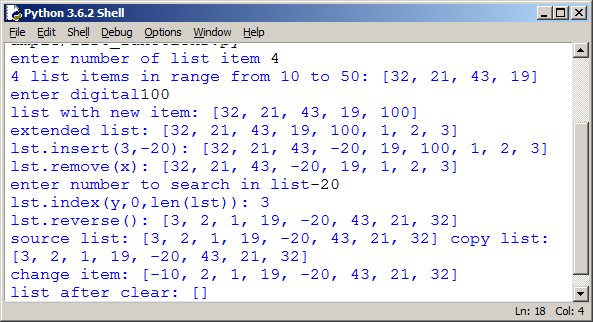 Python 3.6.2 Shell
File Edit Shell Debug Options Window Help
enter number of list item 4
4 list items in range from 10 to 50: [32, 21, 43, 19]
enter digital100
list with new item: [32, 21, 43, 19, 100]
extended list: [32, 21, 43, 19, 100, 1, 2, 3]
lst.insert(3,-20): [32, 21, 43, -20, 19, 100, 1, 2, 3]
lst.remove(x): [32, 21, 43, -20, 19, 1, 2, 3]
enter number to search in list-20
lst.index(y,0,len(lst)): 3
lst.reverse(): [3, 2, 1, 19, -20, 43, 21, 32]
source list: [3, 2, 1, 19, -20, 43, 21, 32] copy list:
[3, 2, 1, 19, -20, 43, 21, 32]
change item: [-10, 2, 1, 19, -20, 43, 21, 32]
list after clear: []
Ln: 18 Col: 4